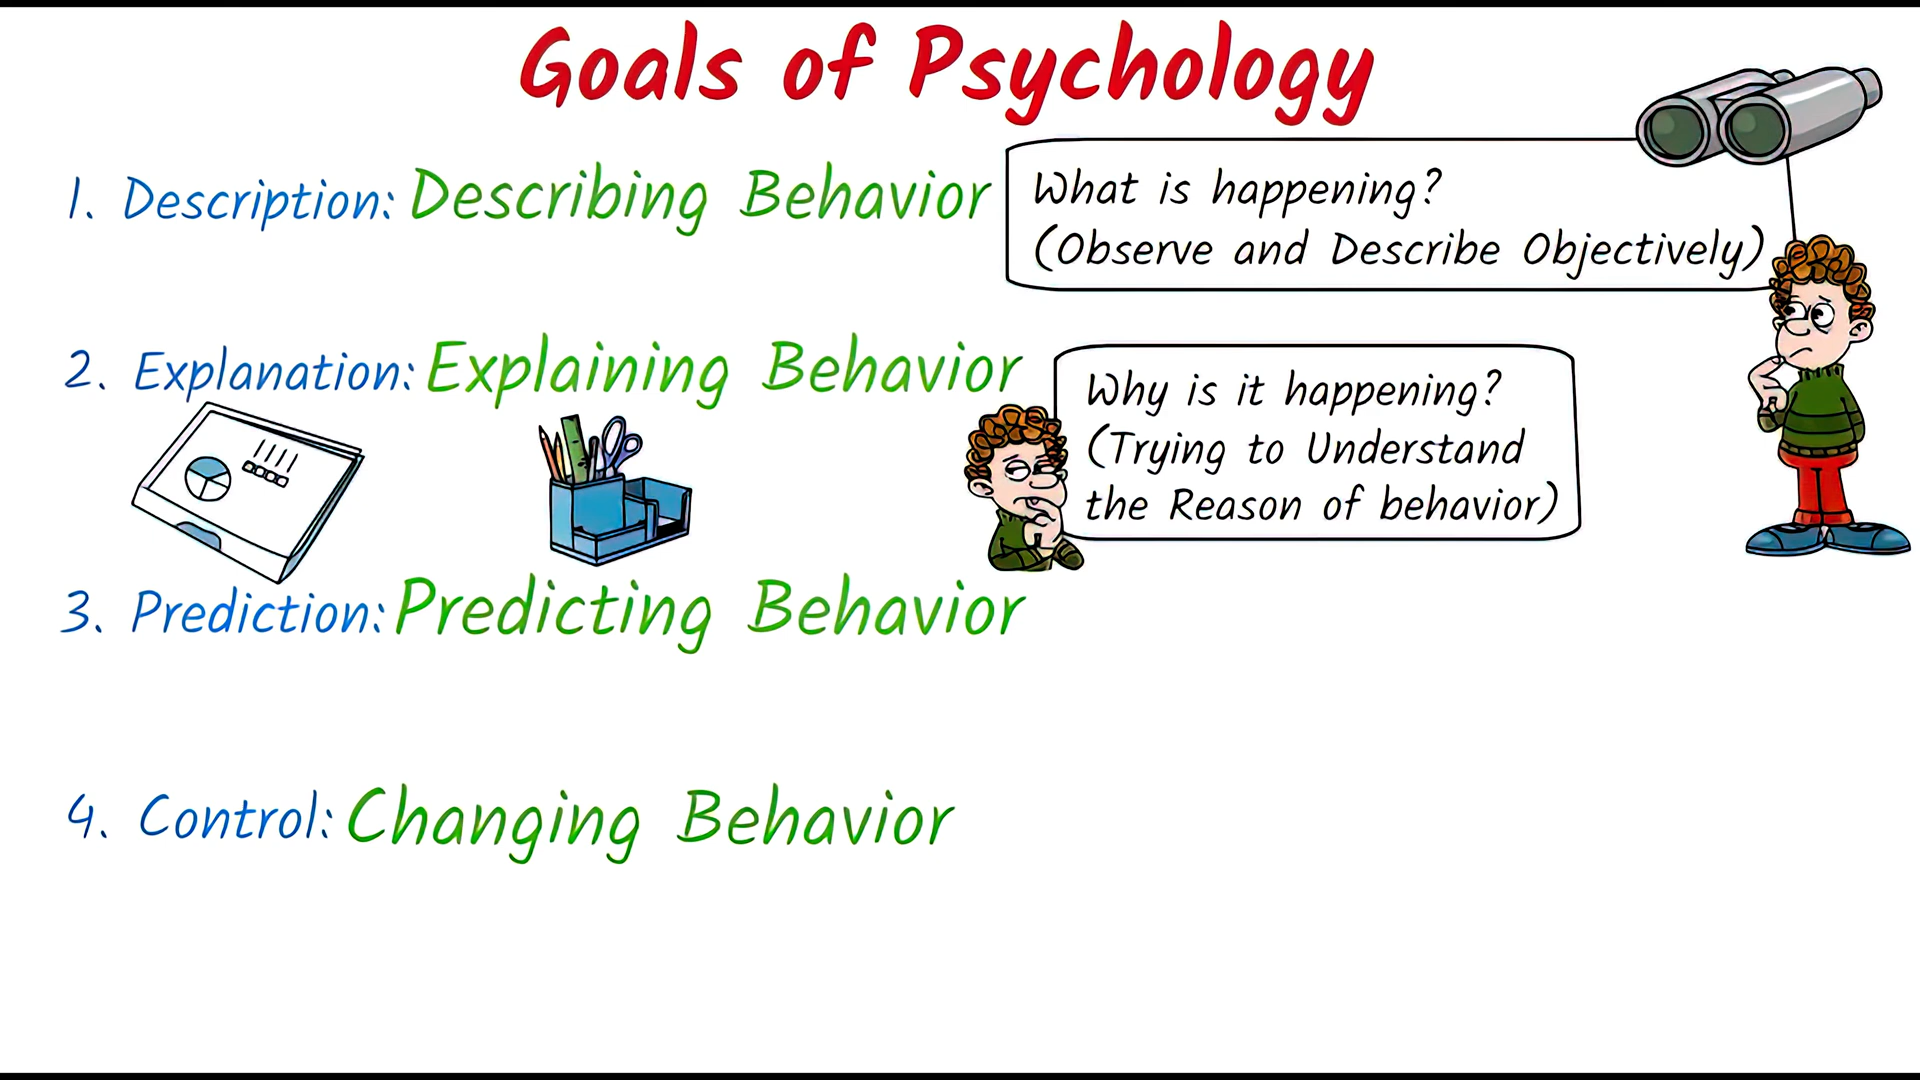 Goals of Psychology
1. Description: Describing Behavior
What is happening?
(Observe and Describe Objectively)
2. Explanation: Explaining Behavior
Why is it happening?
(Trying to Understand
the Reason of behavior)
3. Prediction: Predicting Behavior
4. Control: Changing Behavior